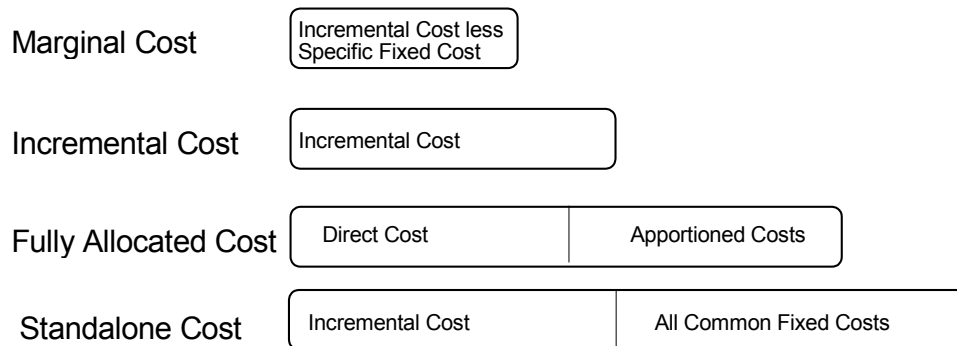 Marginal Cost
Incremental Cost less
Specific Fixed Cost
Incremental Cost
Incremental Cost
Fully Allocated Cost
Direct Cost
Apportioned Costs
Standalone Cost
Incremental Cost
All Common Fixed Costs